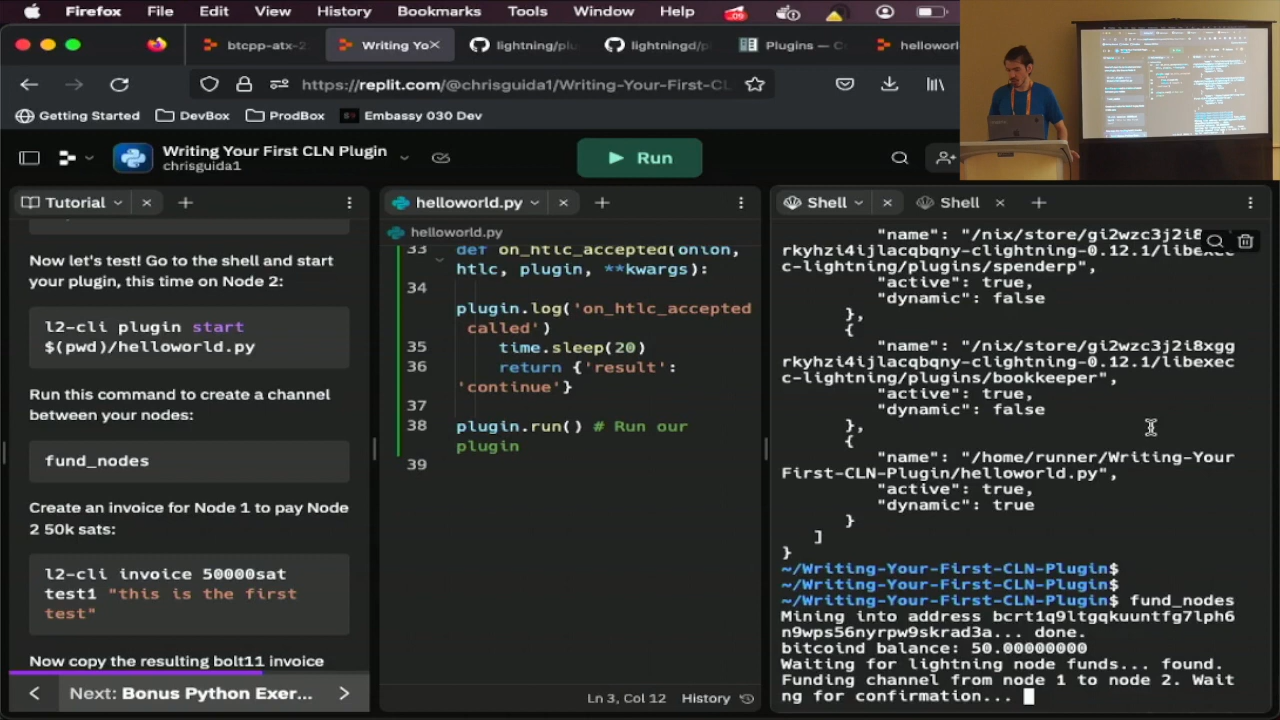 Firefox File Edit View History Bookmarks Tools Window Help
btcpp-atx-2
Writing Yo
lightning/plu
lightningd/p
Plugins — C
hellowor
https://replit.com/@chrisguida1/Writing-Your-First-CL
Getting Started DevBox ProdBox Embassy 030 Dev
Writing Your First CLN Plugin
chrisguida1
Run
Tutorial
helloworld.py
Shell
Shell
Now let's test! Go to the shell and start
your plugin, this time on Node 2:
l2-cli plugin start
$(pwd)/helloworld.py
Run this command to create a channel
between your nodes:
fund_nodes
Create an invoice for Node 1 to pay Node
2 50k sats:
l2-cli invoice 50000sat
test1 "this is the first
test"
Now copy the resulting bolt11 invoice
Next: Bonus Python Exer...
helloworld.py
33 def on_htlc_accepted(onion,
htlc, plugin, **kwargs):
34
plugin.log('on_htlc_accepted
called')
35 time.sleep(20)
36 return {'result':
'continue'}
37
38 plugin.run() # Run our
plugin
39
Ln 3, Col 12 History
"name": "/nix/store/gi2wzc3j2i8
rkyhzi4ijlacqbqny-clightning-0.12.1/libexec
c-lightning/plugins/spenderp",
"active": true,
"dynamic": false
},
{
"name": "/nix/store/gi2wzc3j2i8xgg
rkyhzi4ijlacqbqny-clightning-0.12.1/libexec
c-lightning/plugins/bookkeeper",
"active": true,
"dynamic": false
},
{
"name": "/home/runner/Writing-Your
First-CLN-Plugin/helloworld.py",
"active": true,
"dynamic": true
}
]
}
~/Writing-Your-First-CLN-Plugin$
~/Writing-Your-First-CLN-Plugin$
~/Writing-Your-First-CLN-Plugin$ fund_nodes
Mining into address bcrt1q9ltgqkuuntfg7lph6
n9wps56nyrpw9skrad3a... done.
bitcoind balance: 50.00000000
Waiting for lightning node funds... found.
Funding channel from node 1 to node 2. Wait
ng for confirmation...